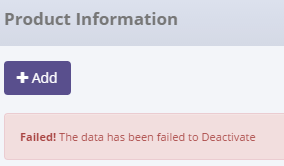 Product Information
Add
Failed! The data has been failed to Deactivate